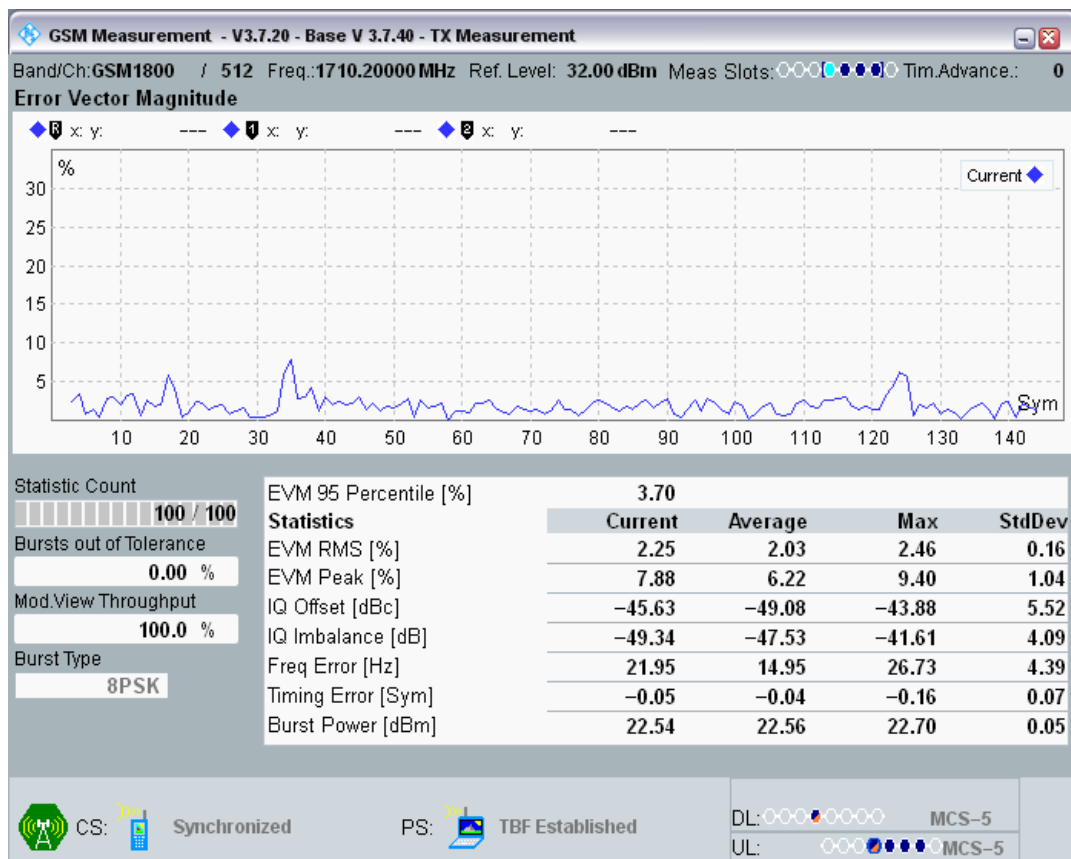 GSM Measurement - V3.7.20 - Base V 3.7.40 - TX Measurement
Band/Ch:GSM1800 / 512 Freq.:1710.20000 MHz Ref. Level: 32.00 dBm Meas Slots: Tim.Advance.: 0
Error Vector Magnitude
R x: y: --- 1 x: y: --- 2 x: y: ---
%
Current
30
25
20
15
10
5
Sym
10 20 30 40 50 60 70 80 90 100 110 120 130 140
Statistic Count
100 / 100
Bursts out of Tolerance
0.00 %
Mod.View Throughput
100.0 %
Burst Type
8PSK
EVM 95 Percentile [%] 3.70
Statistics Current Average Max StdDev
EVM RMS [%] 2.25 2.03 2.46 0.16
EVM Peak [%] 7.88 6.22 9.40 1.04
IQ Offset [dBc] −45.63 −49.08 −43.88 5.52
IQ Imbalance [dB] −49.34 −47.53 −41.61 4.09
Freq Error [Hz] 21.95 14.95 26.73 4.39
Timing Error [Sym] −0.05 −0.04 −0.16 0.07
Burst Power [dBm] 22.54 22.56 22.70 0.05
CS: Synchronized PS: TBF Established
DL: MCS−5
UL: MCS−5